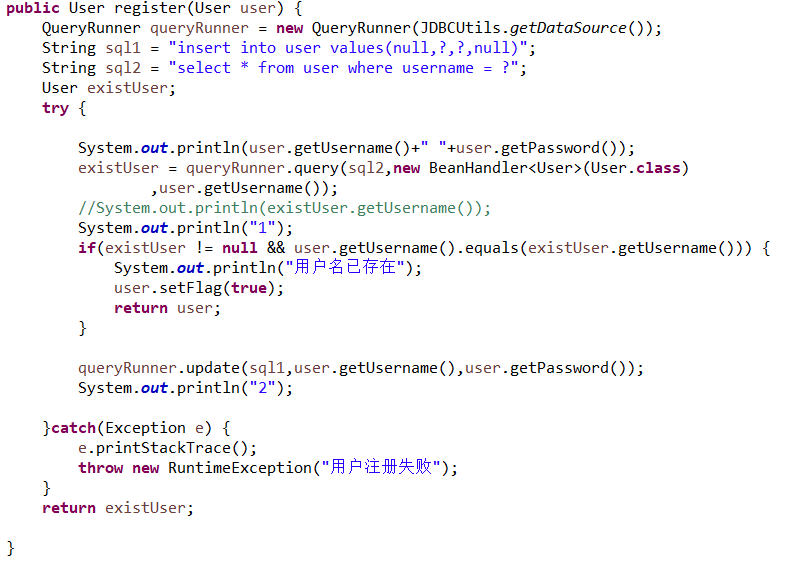 public User register(User user) {
QueryRunner queryRunner = new QueryRunner(JDBCUtils.getDataSource());
String sql1 = "insert into user values(null,?,?,null)";
String sql2 = "select * from user where username = ?";
User existUser;
try {
System.out.println(user.getUsername()+" "+user.getPassword());
existUser = queryRunner.query(sql2,new BeanHandler<User>(User.class)
,user.getUsername());
//System.out.println(existUser.getUsername());
System.out.println("1");
if(existUser != null && user.getUsername().equals(existUser.getUsername())) {
System.out.println("用户名已存在");
user.setFlag(true);
return user;
}
queryRunner.update(sql1,user.getUsername(),user.getPassword());
System.out.println("2");
}catch(Exception e) {
e.printStackTrace();
throw new RuntimeException("用户注册失败");
}
return existUser;
}